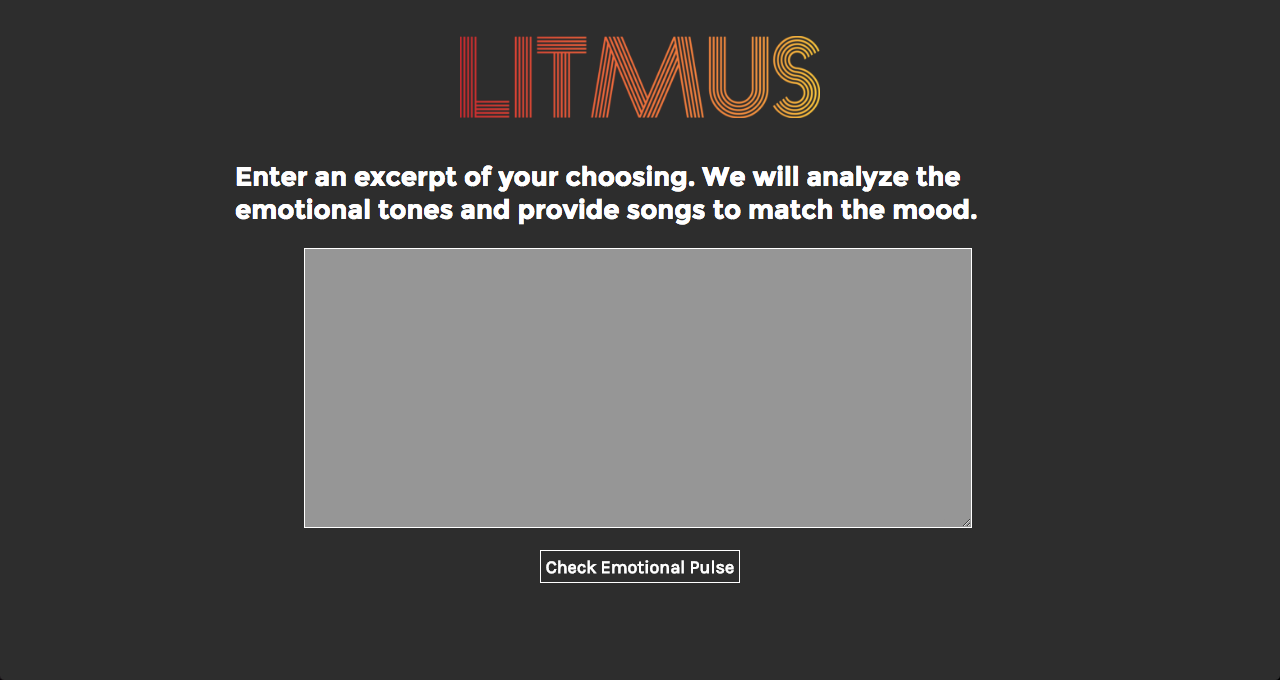 LITMUS
Enter an excerpt of your choosing. We will analyze the
emotional tones and provide songs to match the mood.
Check Emotional Pulse